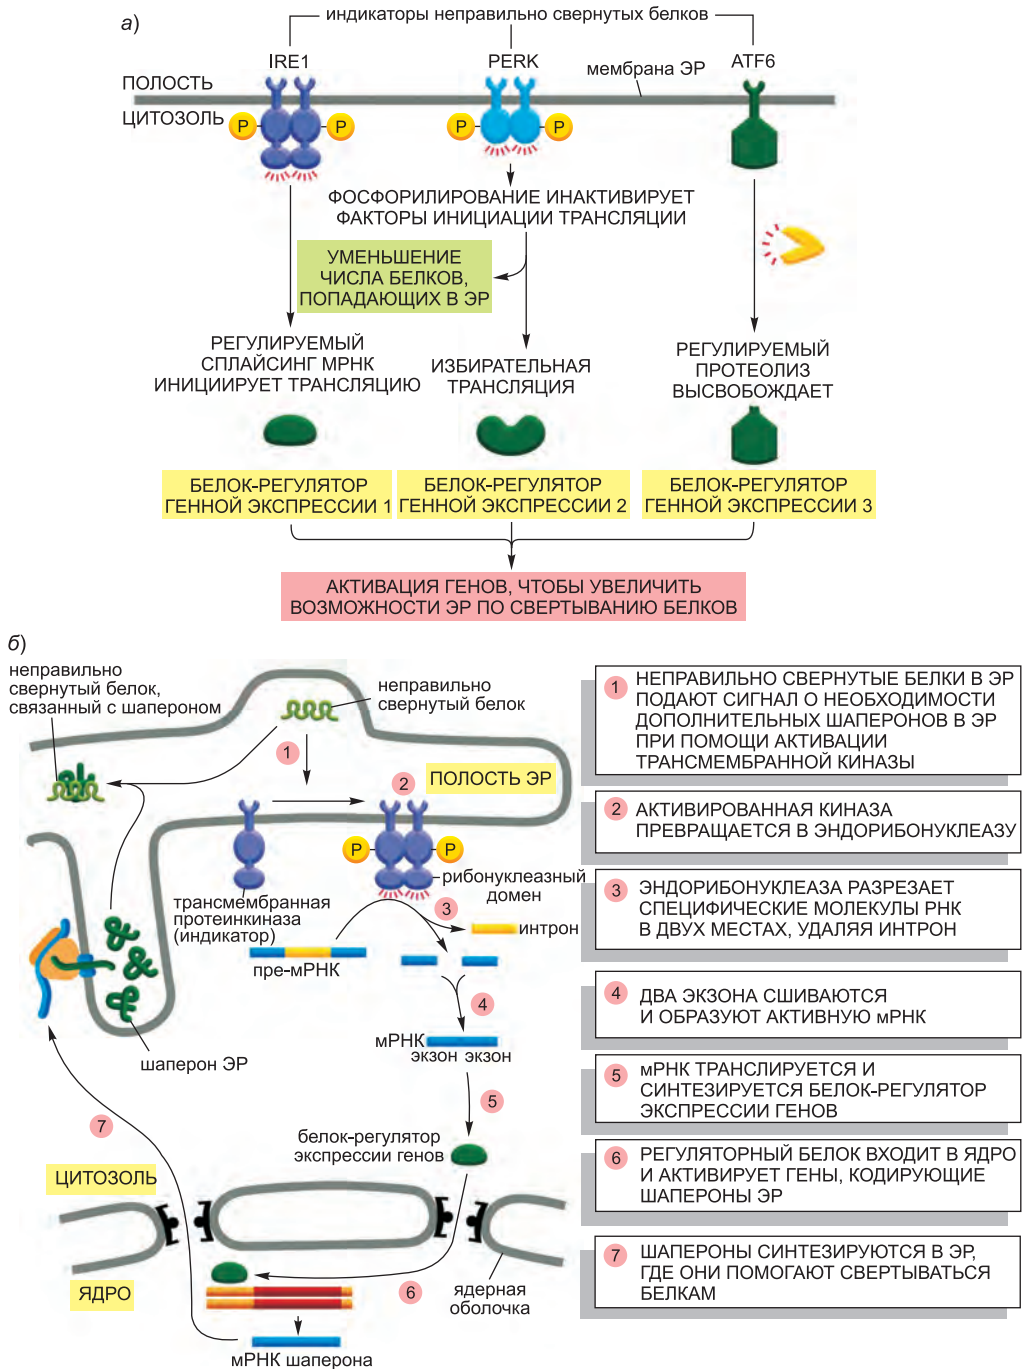 а)
индикаторы неправильно свернутых белков
IRE1
PERK
ATF6
мембрана ЭР
ПОЛОСТЬ
ЦИТОЗОЛЬ
P
P
P
P
ФОСФОРИЛИРОВАНИЕ ИНАКТИВИРУЕТ
ФАКТОРЫ ИНИЦИАЦИИ ТРАНСЛЯЦИИ
УМЕНЬШЕНИЕ
ЧИСЛА БЕЛКОВ,
ПОПАДАЮЩИХ В ЭР
РЕГУЛИРУЕМЫЙ
СПЛАЙСИНГ МРНК
ИНИЦИИРУЕТ ТРАНСЛЯЦИЮ
ИЗБИРАТЕЛЬНАЯ
ТРАНСЛЯЦИЯ
РЕГУЛИРУЕМЫЙ
ПРОТЕОЛИЗ
ВЫСВОБОЖДАЕТ
БЕЛОК-РЕГУЛЯТОР
ГЕННОЙ ЭКСПРЕССИИ 1
БЕЛОК-РЕГУЛЯТОР
ГЕННОЙ ЭКСПРЕССИИ 2
БЕЛОК-РЕГУЛЯТОР
ГЕННОЙ ЭКСПРЕССИИ 3
АКТИВАЦИЯ ГЕНОВ, ЧТОБЫ УВЕЛИЧИТЬ
ВОЗМОЖНОСТИ ЭР ПО СВЕРТЫВАНИЮ БЕЛКОВ
б)
неправильно
свернутый белок,
связанный с шапероном
неправильно
свернутый белок
1
2
ПОЛОСТЬ ЭР
P
P
рибонуклеазный
домен
трансмембранная
протеинкиназа
(индикатор)
3
интрон
пре-мРНК
4
шаперон ЭР
мРНК
экзон экзон
5
7
белок-регулятор
экспрессии генов
ЦИТОЗОЛЬ
ЯДРО
6
ядерная
оболочка
мРНК шаперона
1 НЕПРАВИЛЬНО СВЕРНУТЫЕ БЕЛКИ В ЭР
ПОДАЮТ СИГНАЛ О НЕОБХОДИМОСТИ
ДОПОЛНИТЕЛЬНЫХ ШАПЕРОНОВ В ЭР
ПРИ ПОМОЩИ АКТИВАЦИИ
ТРАНСМЕМБРАННОЙ КИНАЗЫ
2 АКТИВИРОВАННАЯ КИНАЗА
ПРЕВРАЩАЕТСЯ В ЭНДОРИБОНУКЛЕАЗУ
3 ЭНДОРИБОНУКЛЕАЗА РАЗРЕЗАЕТ
СПЕЦИФИЧЕСКИЕ МОЛЕКУЛЫ РНК
В ДВУХ МЕСТАХ, УДАЛЯЯ ИНТРОН
4 ДВА ЭКЗОНА СШИВАЮТСЯ
И ОБРАЗУЮТ АКТИВНУЮ мРНК
5 мРНК ТРАНСЛИРУЕТСЯ И
СИНТЕЗИРУЕТСЯ БЕЛОК-РЕГУЛЯТОР
ЭКСПРЕССИИ ГЕНОВ
6 РЕГУЛЯТОРНЫЙ БЕЛОК ВХОДИТ В ЯДРО
И АКТИВИРУЕТ ГЕНЫ, КОДИРУЮЩИЕ
ШАПЕРОНЫ ЭР
7 ШАПЕРОНЫ СИНТЕЗИРУЮТСЯ В ЭР,
ГДЕ ОНИ ПОМОГАЮТ СВЕРТЫВАТЬСЯ
БЕЛКАМ